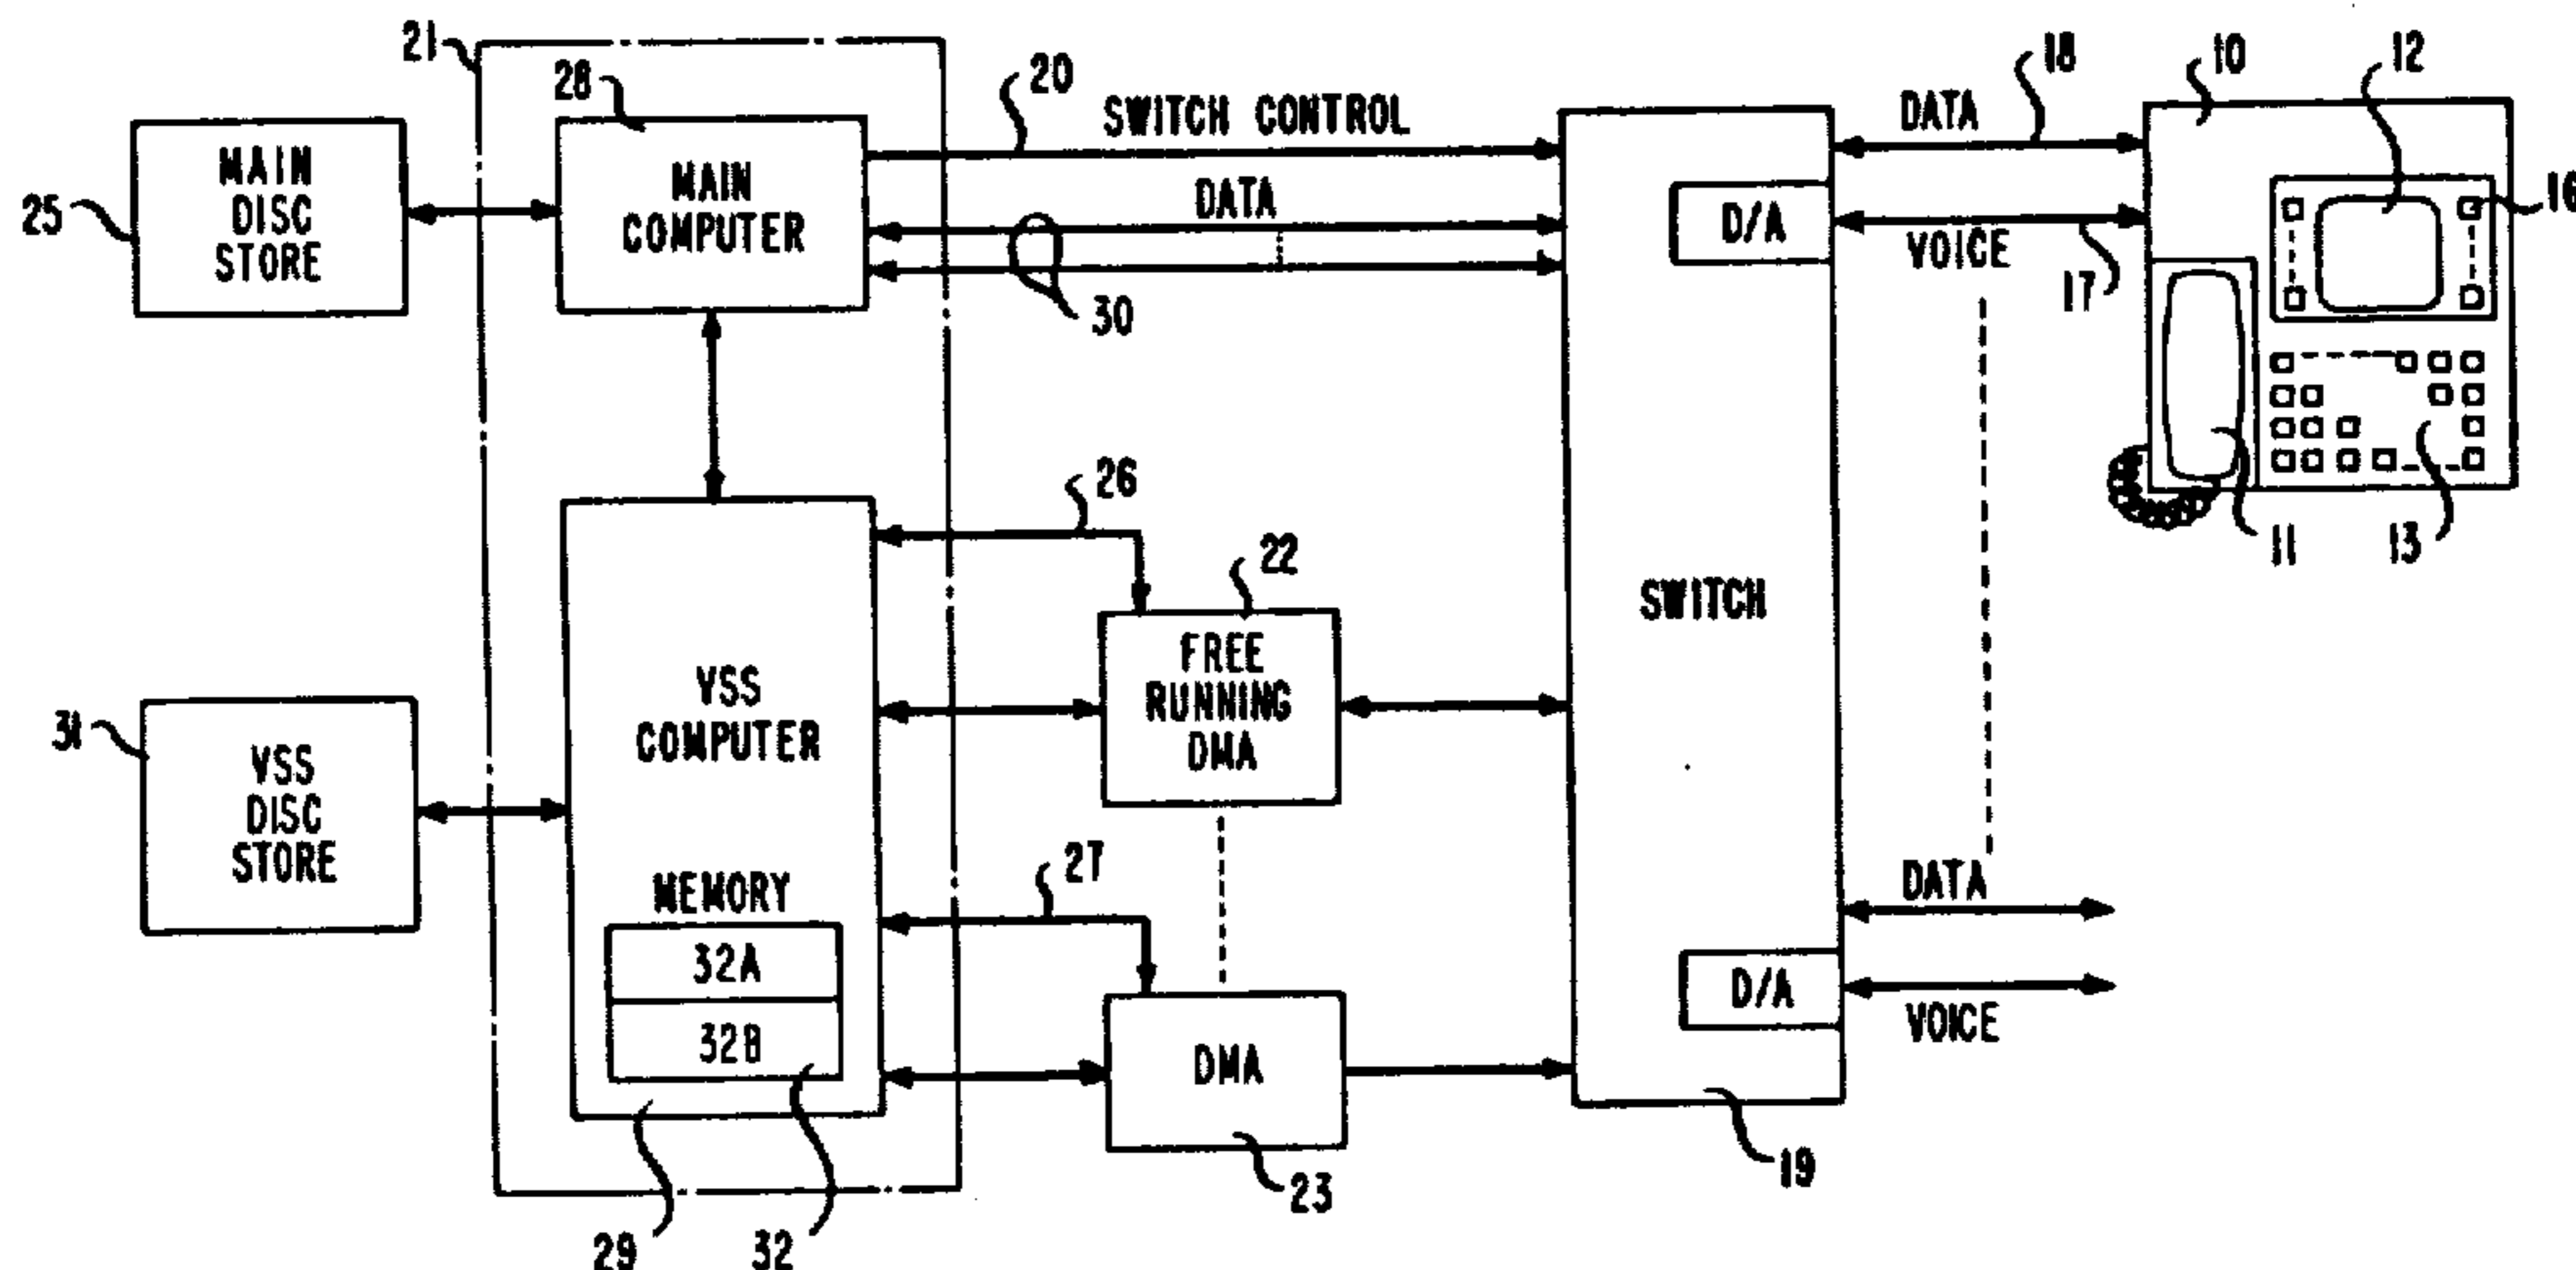 21
28
20
SWITCH CONTROL
18
10
12
DATA
MAIN
DISC
STORE
25
MAIN
COMPUTER
DATA
D/A
VOICE
17
16
30
26
22
11
13
SWITCH
FREE
RUNNING
DMA
VSS
COMPUTER
31
VSS
DISC
STORE
27
MEMORY
32A
32B
DATA
D/A
VOICE
DMA
19
23
29
32